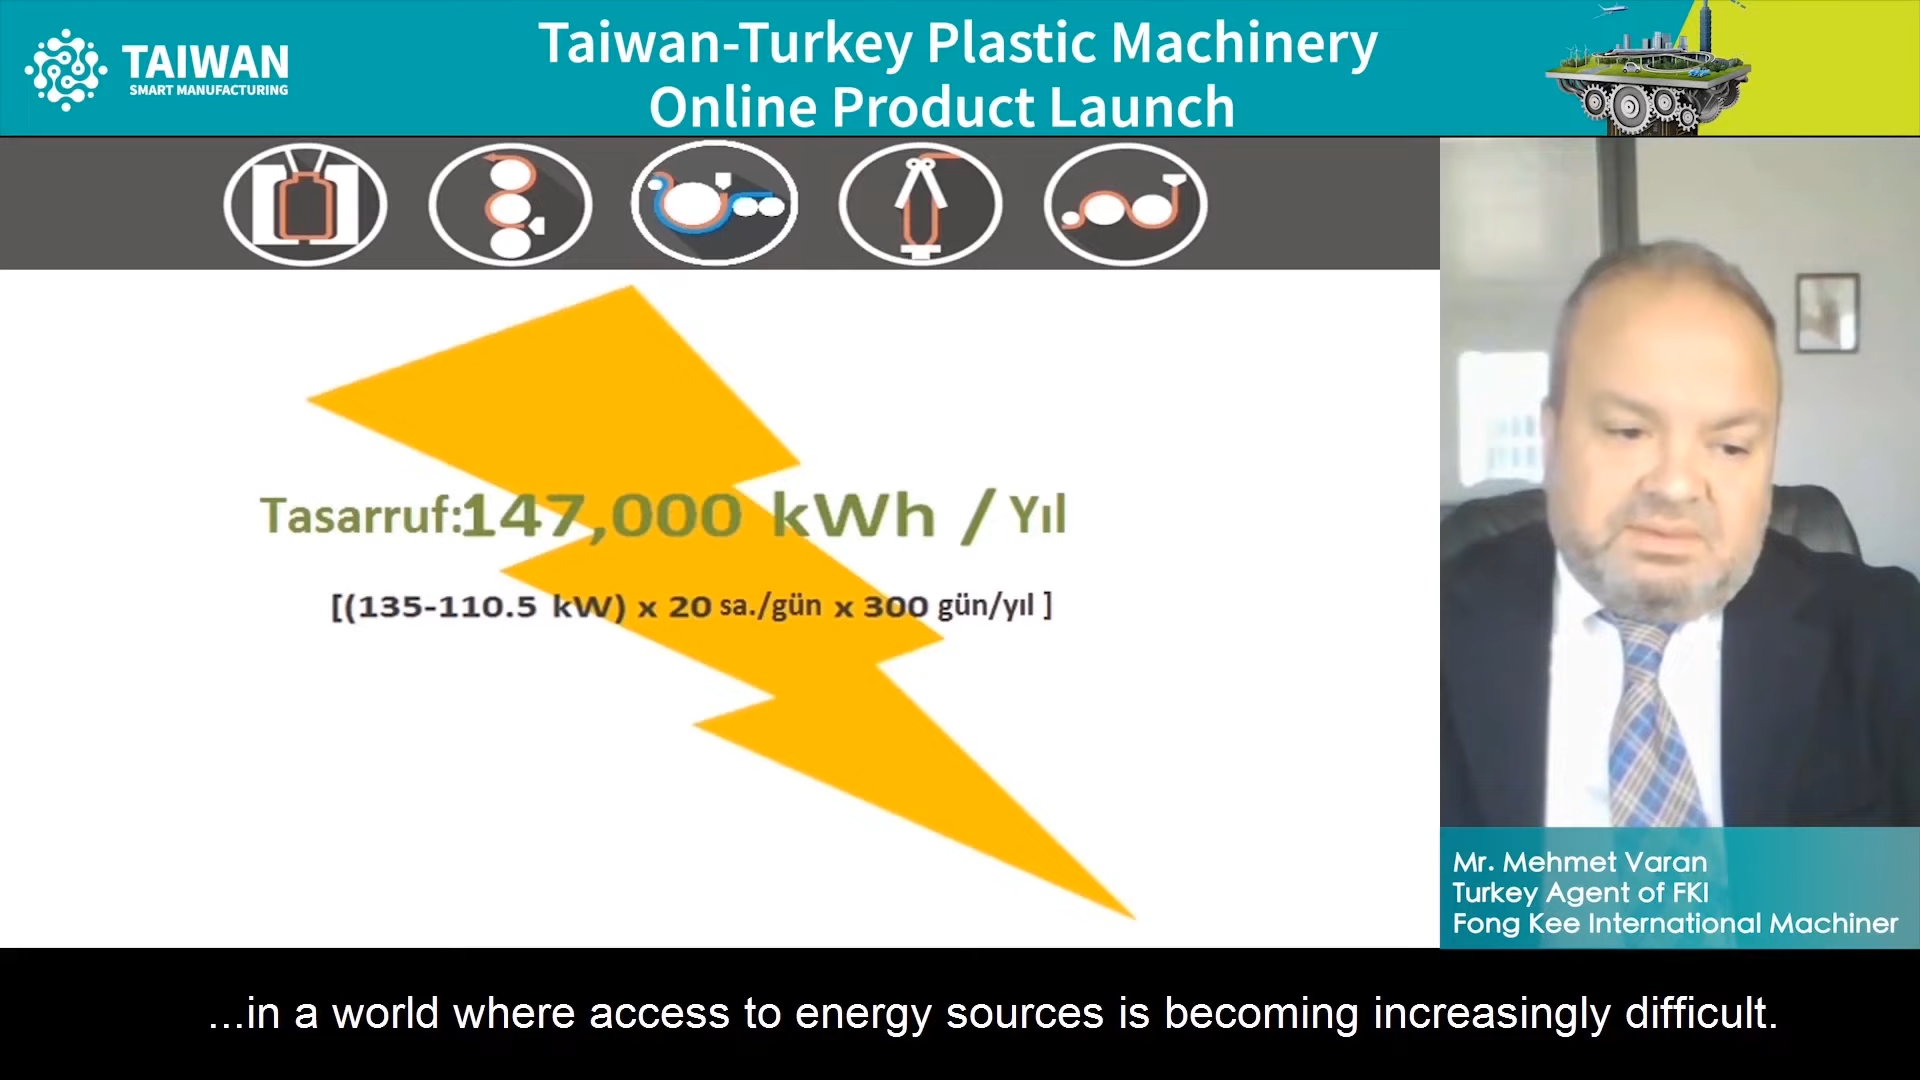 TAIWAN
SMART MANUFACTURING
Taiwan-Turkey Plastic Machinery
Online Product Launch
Tasarruf:147,000 kWh / Yıl
[(135-110.5 kW) x 20 sa./gün x 300 gün/yıl ]
Mr. Mehmet Varan
Turkey Agent of FKI
Fong Kee International Machiner
...in a world where access to energy sources is becoming increasingly difficult.